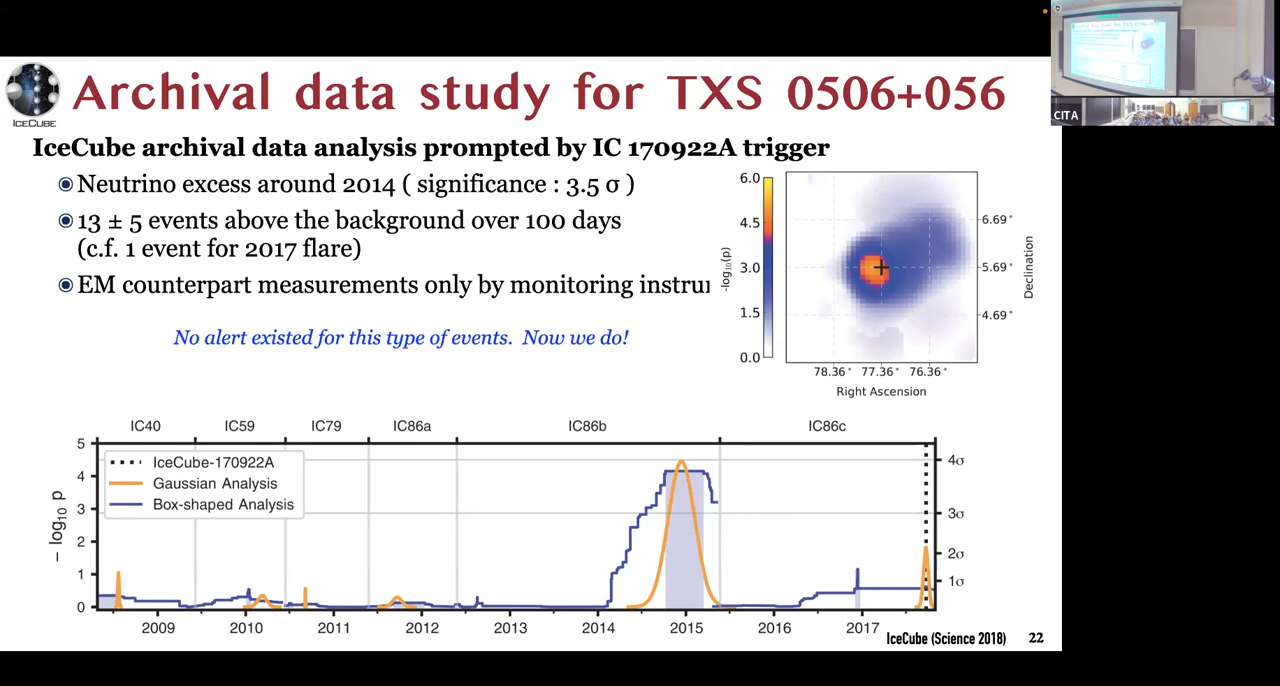 Archival data study for TXS 0506+056
ICECUBE
CITA
IceCube archival data analysis prompted by IC 170922A trigger
Neutrino excess around 2014 ( significance : 3.5 σ )
13 ± 5 events above the background over 100 days
(c.f. 1 event for 2017 flare)
EM counterpart measurements only by monitoring instru
No alert existed for this type of events. Now we do!
6.0
4.5
3.0
1.5
0.0
-log₁₀(p)
6.69°
5.69°
4.69°
Declination
78.36° 77.36° 76.36°
Right Ascension
IC40 IC59 IC79 IC86a IC86b IC86c
5
4
3
2
1
0
− log₁₀ p
IceCube-170922A
Gaussian Analysis
Box-shaped Analysis
4σ
3σ
2σ
1σ
2009 2010 2011 2012 2013 2014 2015 2016 2017
IceCube (Science 2018) 22